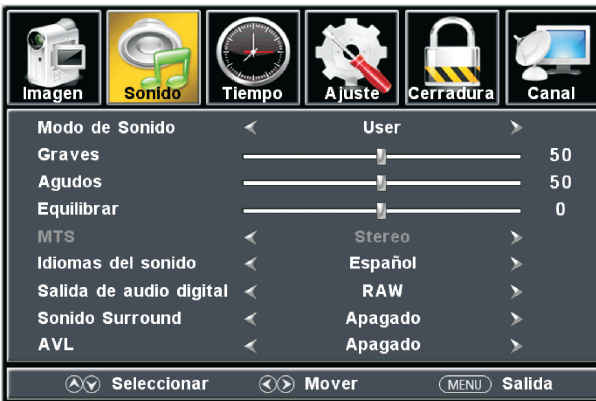 Imagen Sonido Tiempo Ajuste Cerradura Canal
Modo de Sonido User
Graves 50
Agudos 50
Equilibrar 0
MTS Stereo
Idiomas del sonido Español
Salida de audio digital RAW
Sonido Surround Apagado
AVL Apagado
Seleccionar Mover MENU Salida